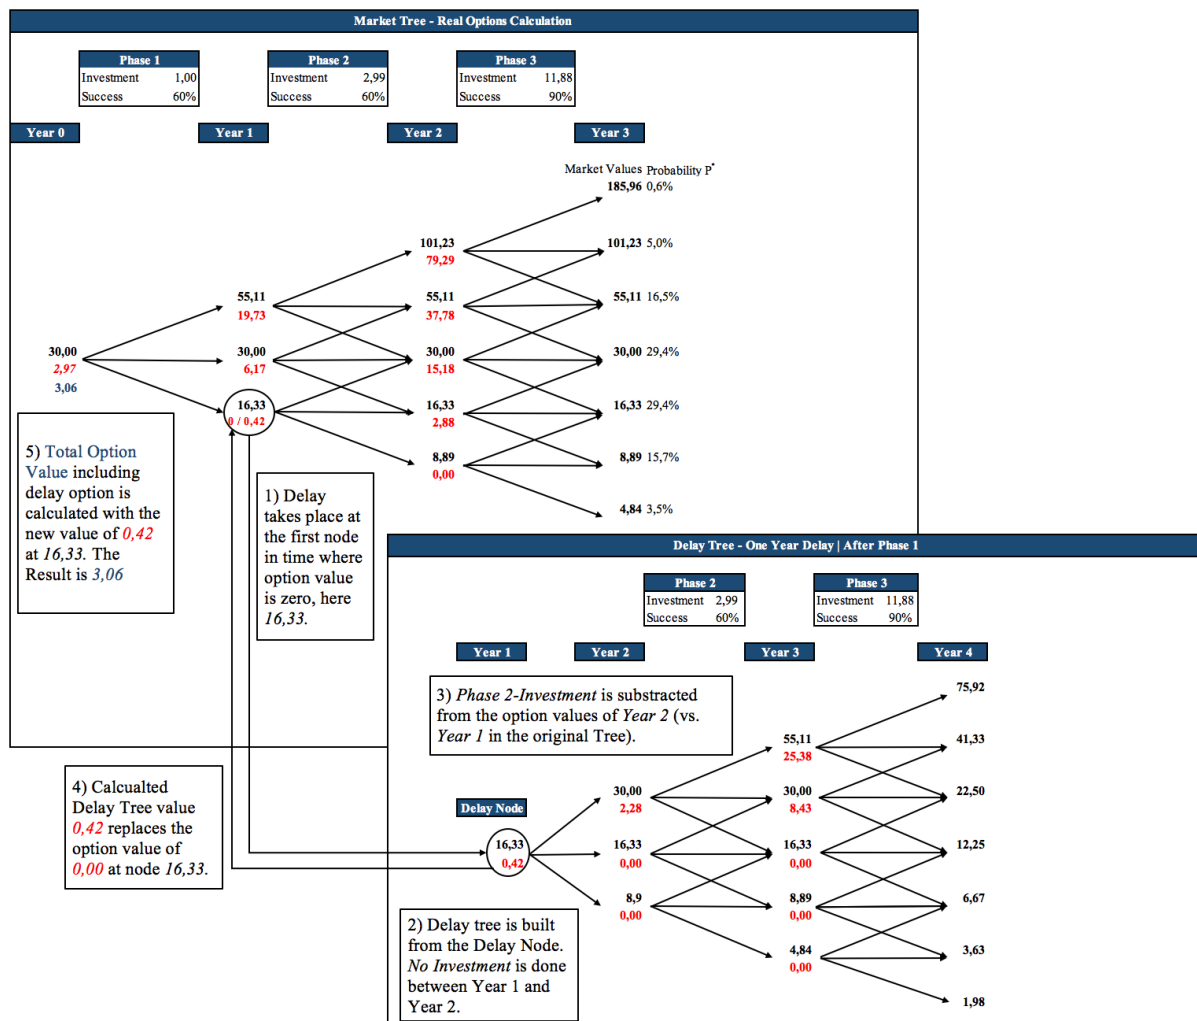 Market Tree - Real Options Calculation
Phase 1
Investment 1,00
Success 60%
Phase 2
Investment 2,99
Success 60%
Phase 3
Investment 11,88
Success 90%
Year 0
Year 1
Year 2
Year 3
Market Values Probability P*
185,96 0,6%
101,23
79,29
101,23 5,0%
55,11
19,73
55,11
37,78
55,11 16,5%
30,00
2,97
3,06
30,00
6,17
30,00
15,18
30,00 29,4%
16,33
0 / 0,42
16,33
2,88
16,33 29,4%
8,89
0,00
8,89 15,7%
4,84 3,5%
5) Total Option
Value including
delay option is
calculated with the
new value of 0,42
at 16,33. The
Result is 3,06
1) Delay
takes place at
the first node
in time where
option value
is zero, here
16,33.
Delay Tree - One Year Delay | After Phase 1
Phase 2
Investment 2,99
Success 60%
Phase 3
Investment 11,88
Success 90%
Year 1
Year 2
Year 3
Year 4
3) Phase 2-Investment is substracted
from the option values of Year 2 (vs.
Year 1 in the original Tree).
75,92
55,11
25,38
41,33
4) Calcualted
Delay Tree value
0,42 replaces the
option value of
0,00 at node 16,33.
Delay Node
30,00
2,28
30,00
8,43
22,50
16,33
0,42
16,33
0,00
16,33
0,00
12,25
8,9
0,00
8,89
0,00
6,67
4,84
0,00
3,63
1,98
2) Delay tree is built
from the Delay Node.
No Investment is done
between Year 1 and
Year 2.